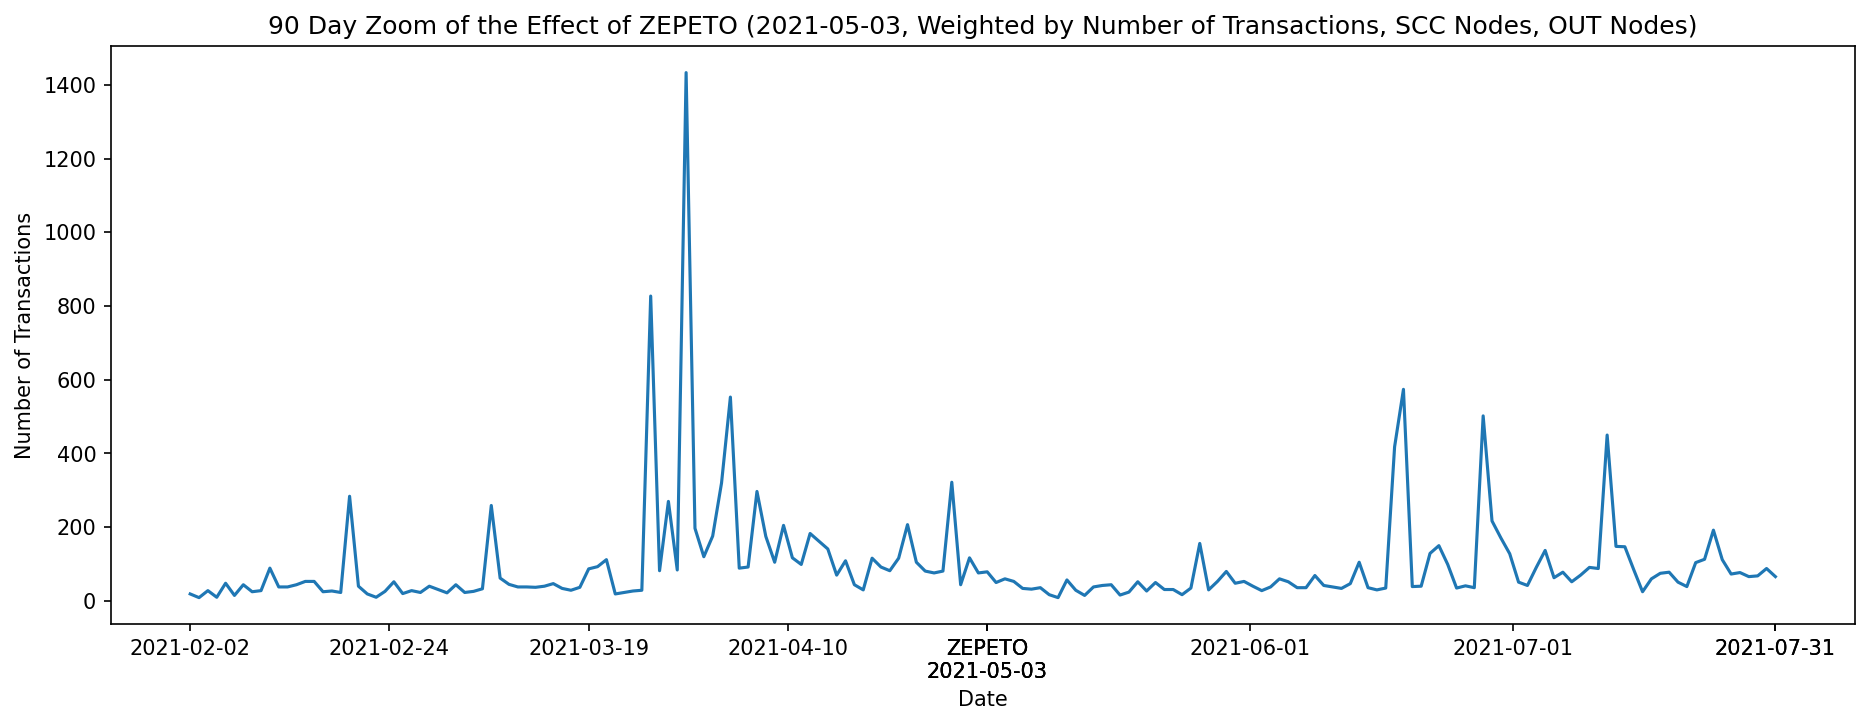 90 Day Zoom of the Effect of ZEPETO (2021-05-03, Weighted by Number of Transactions, SCC Nodes, OUT Nodes)
1400
1200
1000
800
600
400
200
0
Number of Transactions
2021-02-02 2021-02-24 2021-03-19 2021-04-10 ZEPETO 2021-06-01 2021-07-01 2021-07-31
2021-05-03
Date